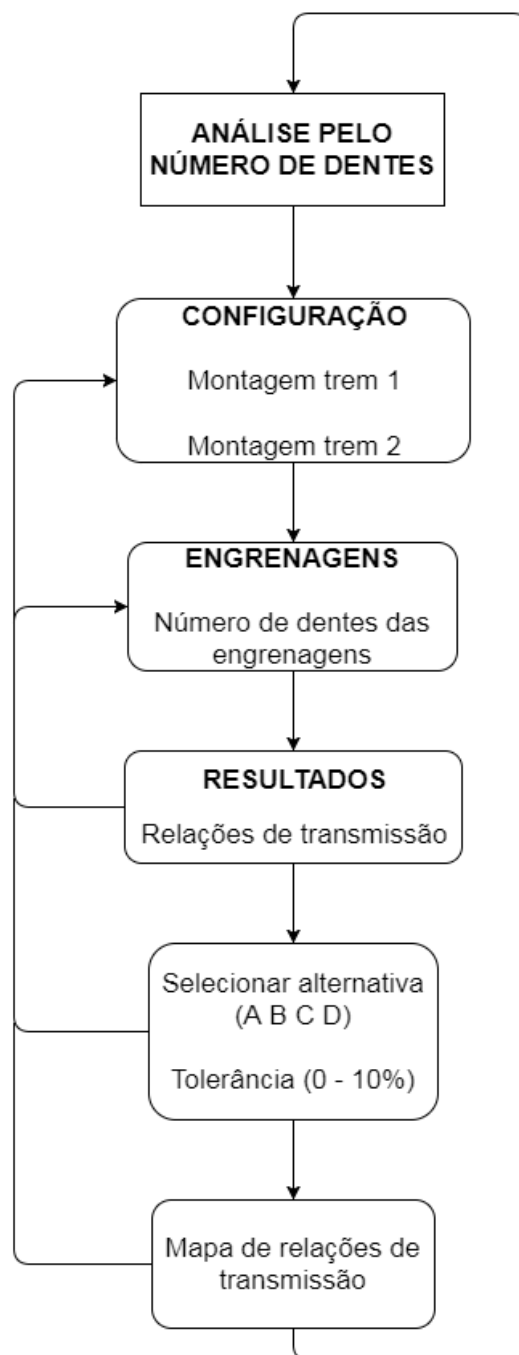 ANÁLISE PELO
NÚMERO DE DENTES
CONFIGURAÇÃO
Montagem trem 1
Montagem trem 2
ENGRENAGENS
Número de dentes das
engrenagens
RESULTADOS
Relações de transmissão
Selecionar alternativa
(A B C D)
Tolerância (0 - 10%)
Mapa de relações de
transmissão